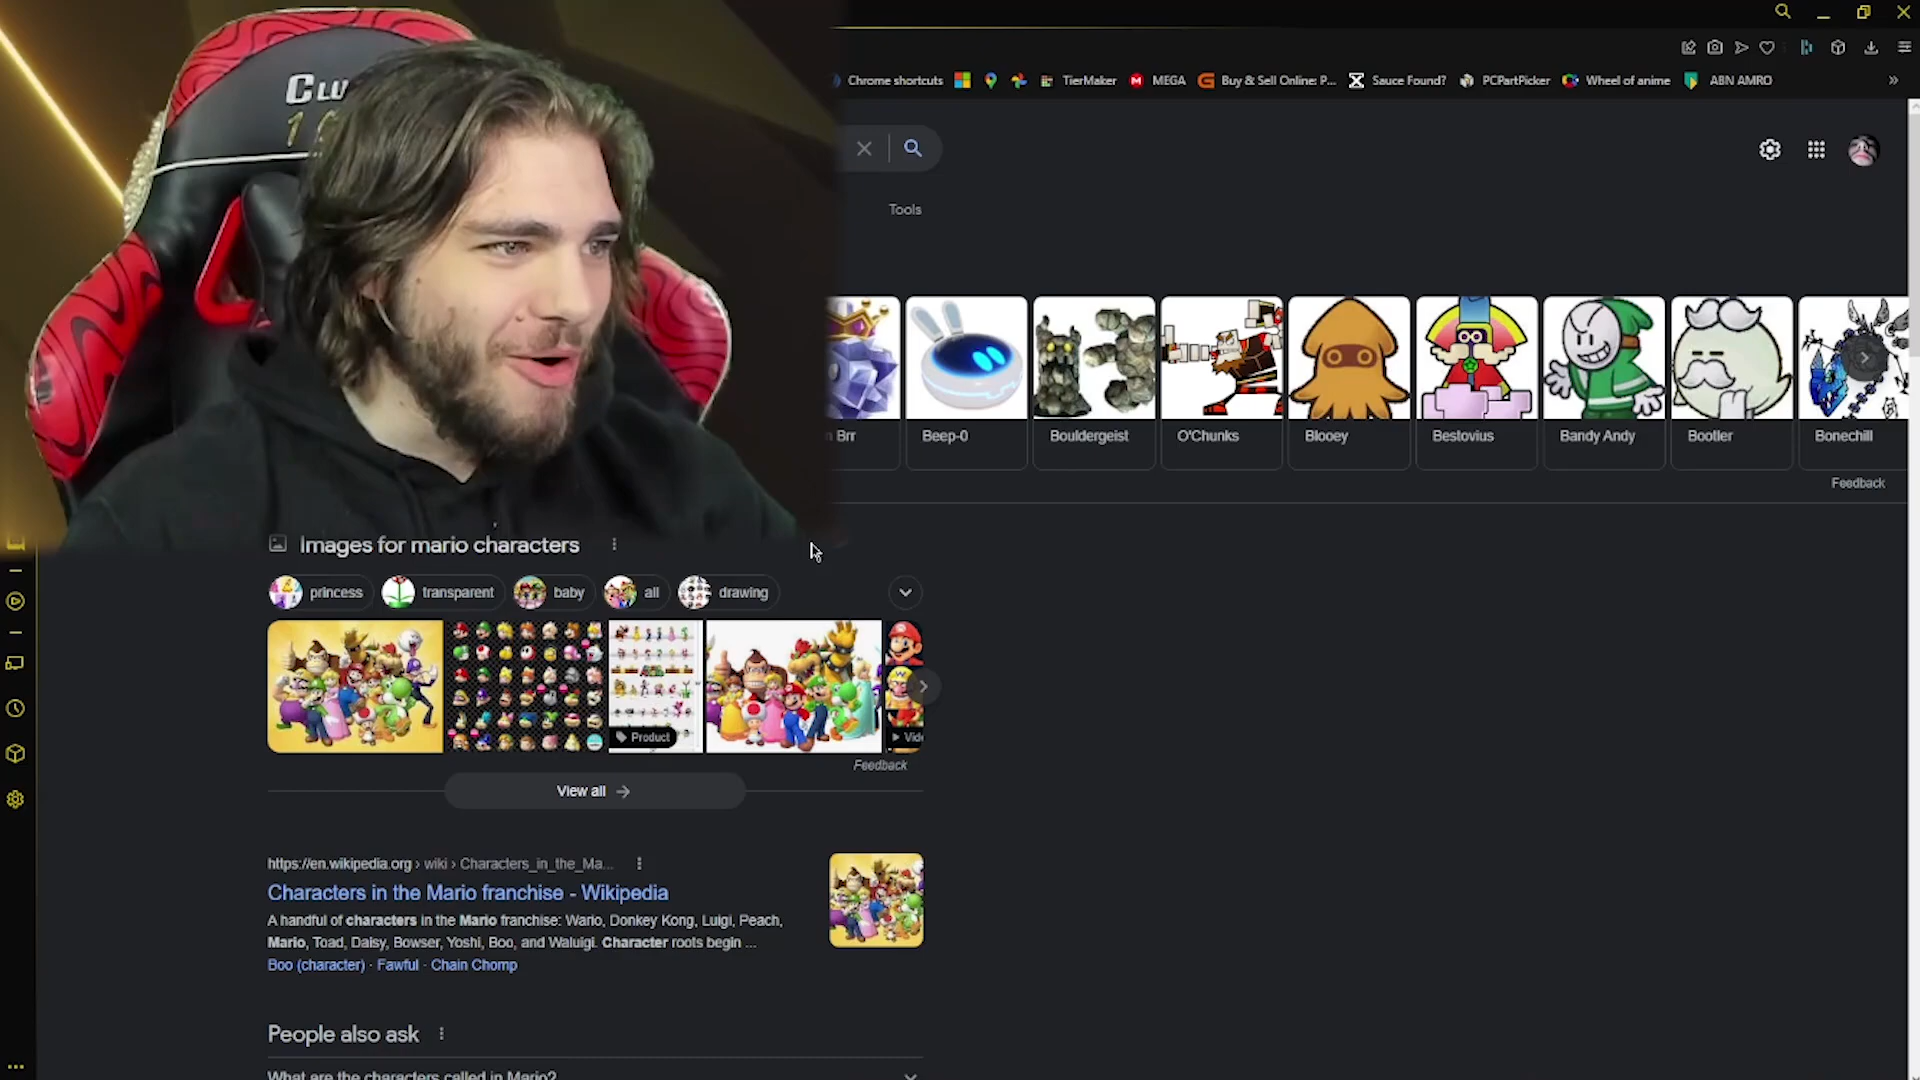 CLU
1
Chrome shortcuts TierMaker MEGA Buy & Sell Online: P... Sauce Found? PCPartPicker Wheel of anime ABN AMRO »
Tools
n Brr Beep-0 Bouldergeist O'Chunks Blooey Bestovius Bandy Andy Bootler Bonechill
Feedback
Images for mario characters
princess transparent baby all drawing
Product
Vid
Feedback
View all
https://en.wikipedia.org › wiki › Characters_in_the_Ma...
Characters in the Mario franchise - Wikipedia
A handful of characters in the Mario franchise: Wario, Donkey Kong, Luigi, Peach,
Mario, Toad, Daisy, Bowser, Yoshi, Boo, and Waluigi. Character roots begin ...
Boo (character) · Fawful · Chain Chomp
People also ask
What are the characters called in Mario?